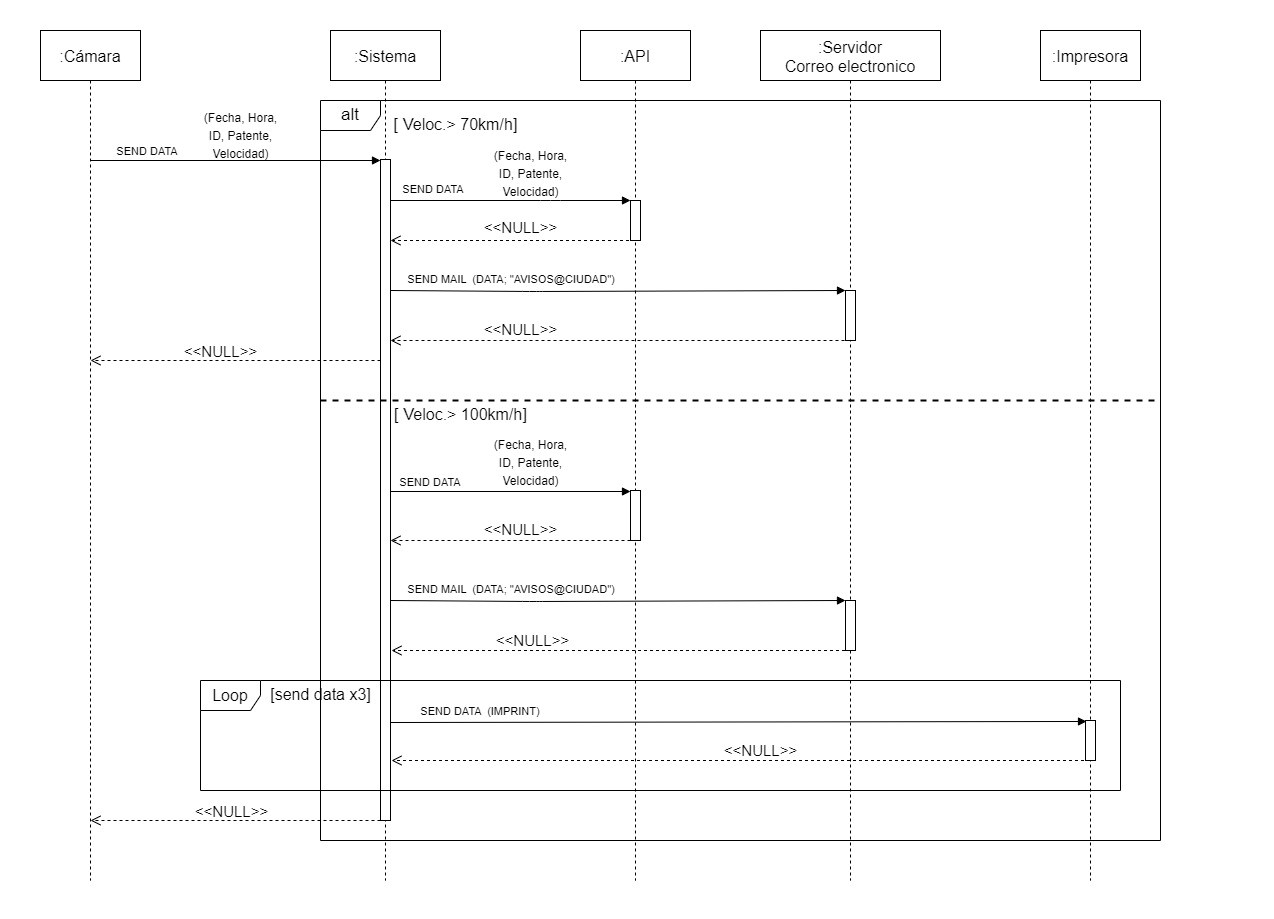 :Cámara
:Sistema
:API
:Servidor
Correo electronico
:Impresora
alt
[ Veloc.> 70km/h]
(Fecha, Hora,
ID, Patente,
Velocidad)
SEND DATA
(Fecha, Hora,
ID, Patente,
Velocidad)
SEND DATA
<<NULL>>
SEND MAIL (DATA; "AVISOS@CIUDAD")
<<NULL>>
<<NULL>>
[ Veloc.> 100km/h]
(Fecha, Hora,
ID, Patente,
Velocidad)
SEND DATA
<<NULL>>
SEND MAIL (DATA; "AVISOS@CIUDAD")
<<NULL>>
Loop
[send data x3]
SEND DATA (IMPRINT)
<<NULL>>
<<NULL>>